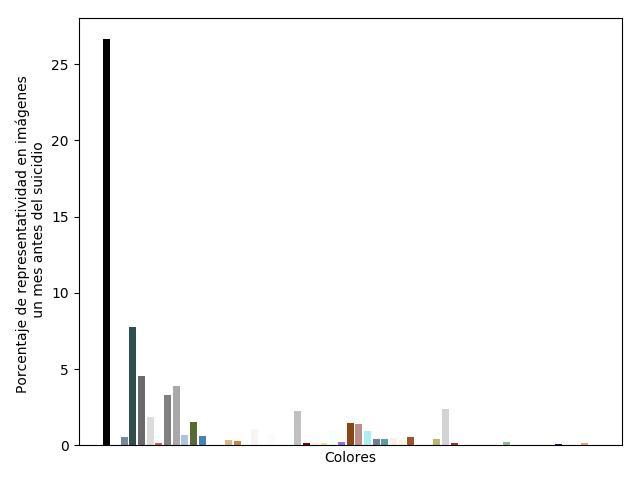 Porcentaje de representatividad en imágenes
un mes antes del suicidio
25
20
15
10
5
0
Colores